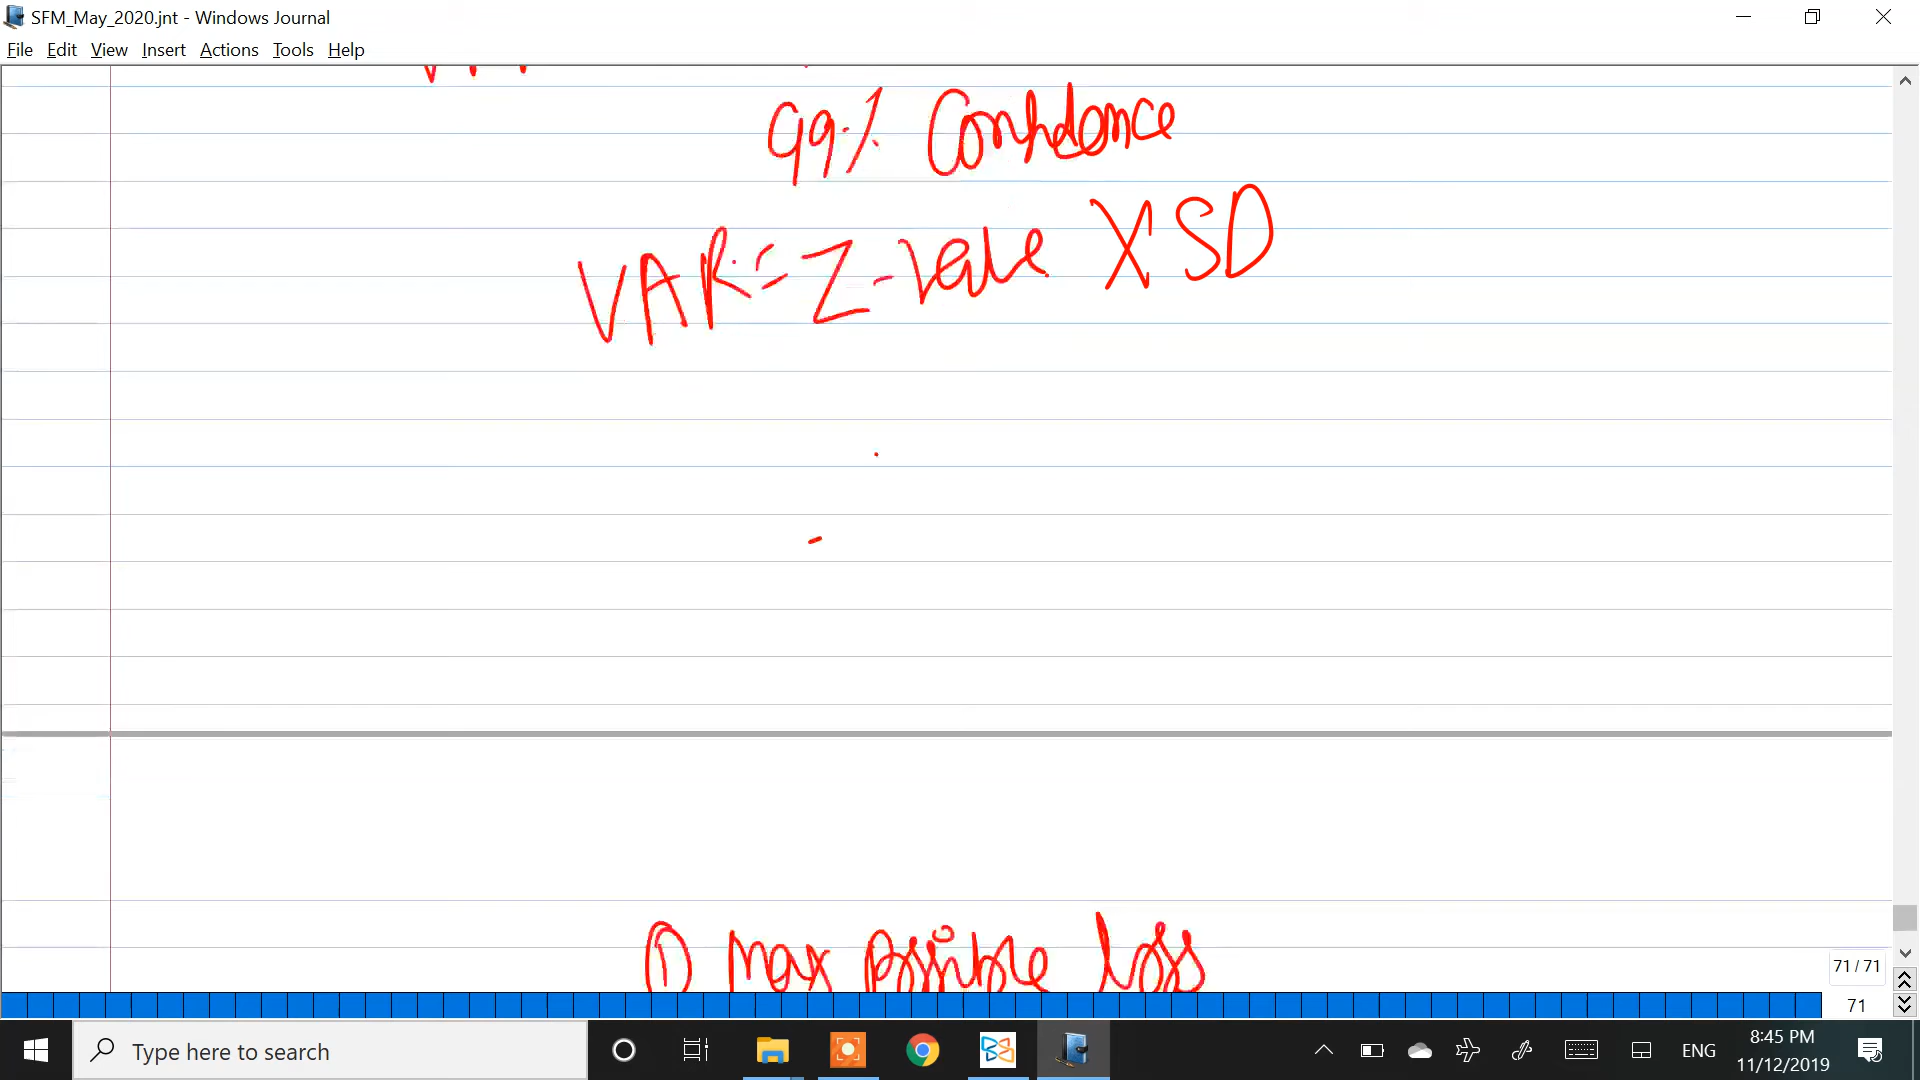 SFM_May_2020.jnt - Windows Journal
File Edit View Insert Actions Tools Help
99% Confidence
VAR = Z-value X SD
① Max possible loss
71 / 71
71
Type here to search
ENG
8:45 PM
11/12/2019